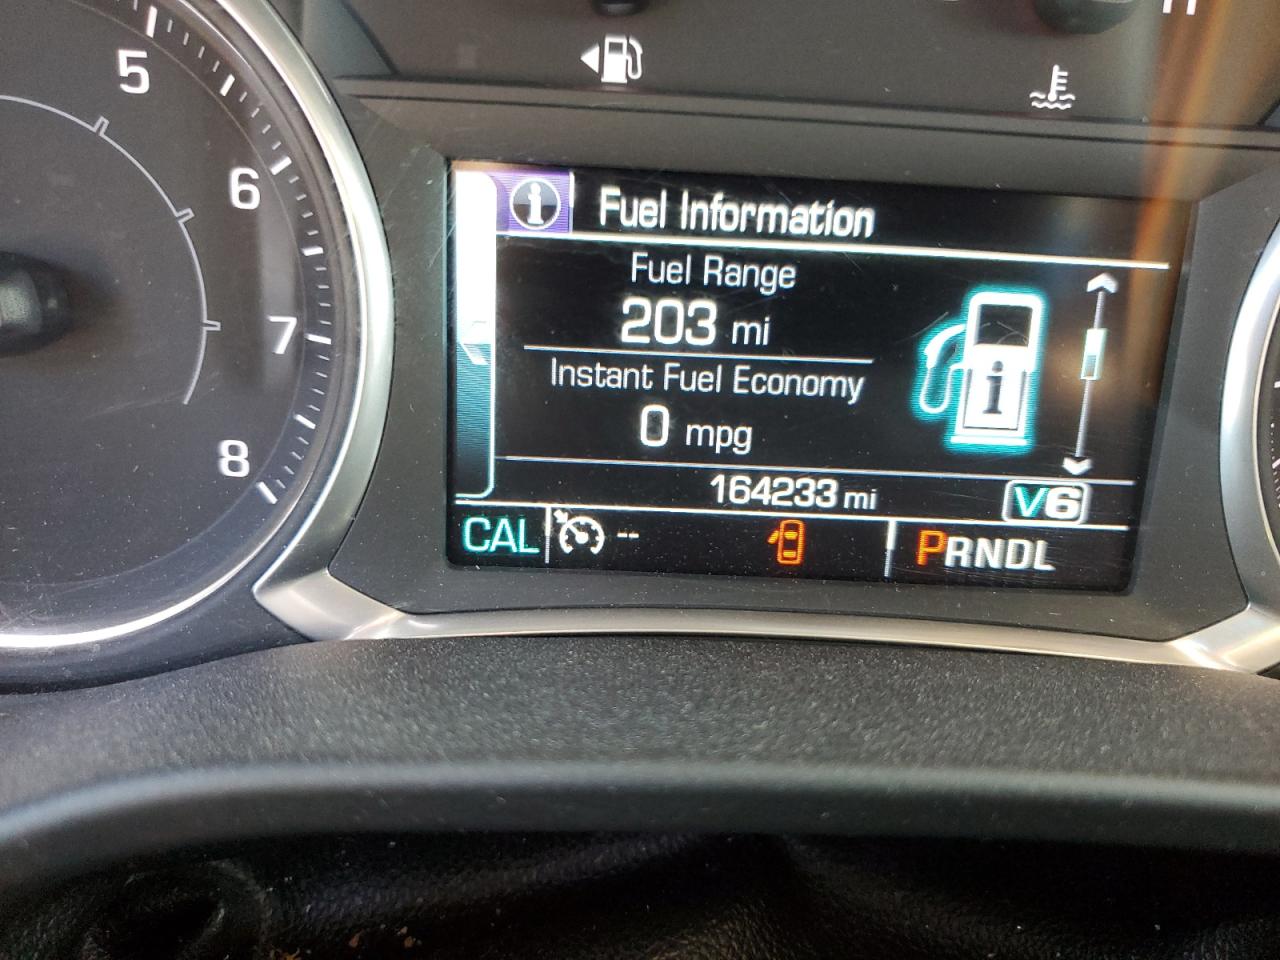 5
6
7
8
Fuel Information
Fuel Range
203 mi
Instant Fuel Economy
0 mpg
164233 mi V6
CAL -- PRNDL